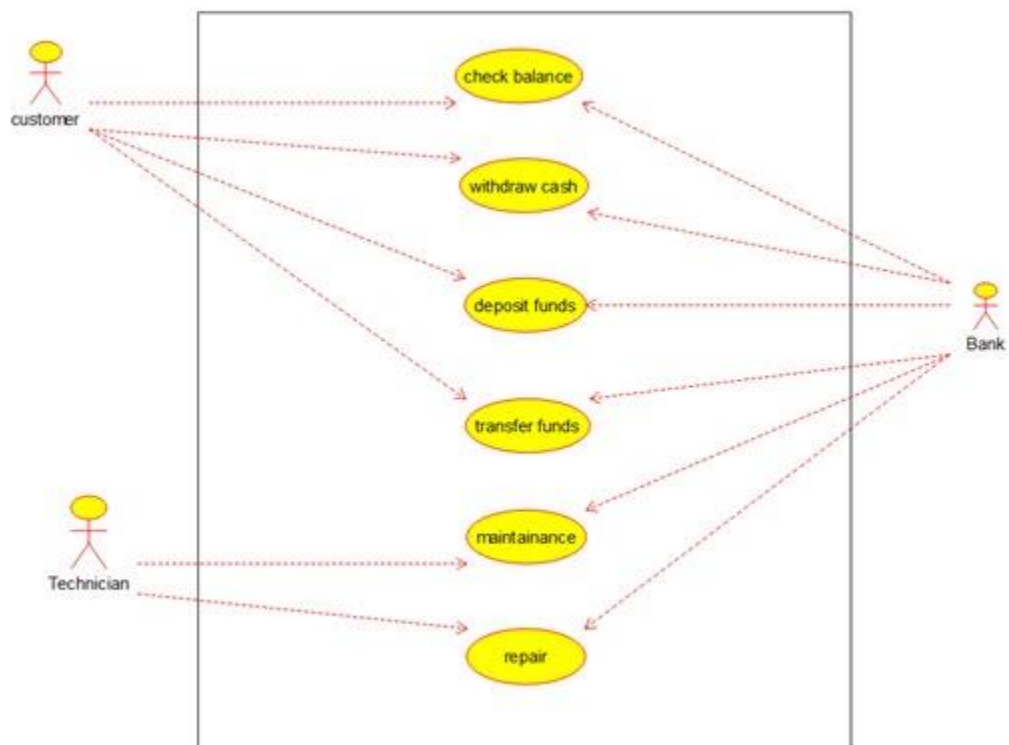 check balance
customer
withdraw cash
deposit funds
Bank
transfer funds
maintainance
Technician
repair